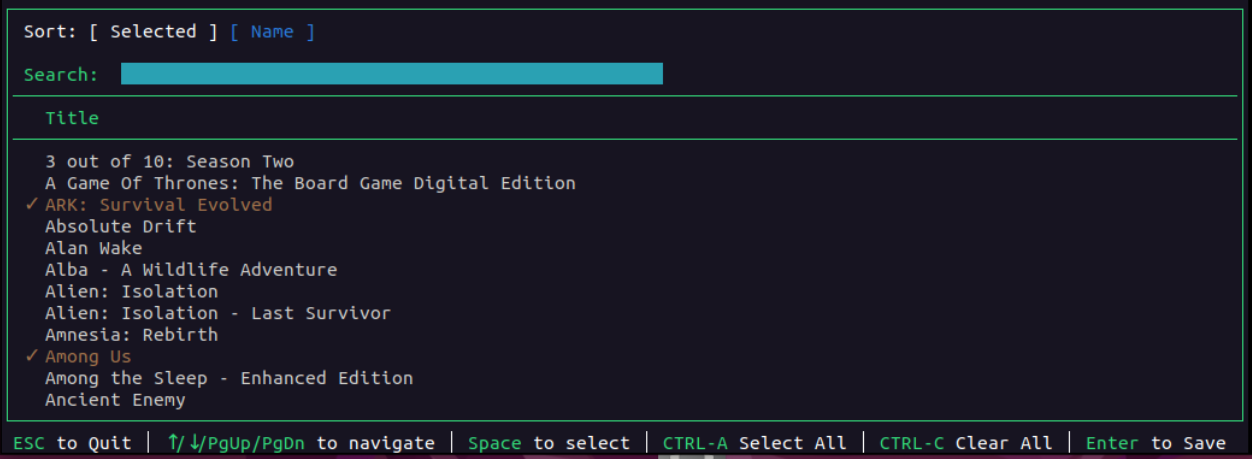 Sort: [ Selected ] [ Name ]
Search:
Title
3 out of 10: Season Two
A Game Of Thrones: The Board Game Digital Edition
✓ ARK: Survival Evolved
Absolute Drift
Alan Wake
Alba - A Wildlife Adventure
Alien: Isolation
Alien: Isolation - Last Survivor
Amnesia: Rebirth
✓ Among Us
Among the Sleep - Enhanced Edition
Ancient Enemy
ESC to Quit | ↑/↓/PgUp/PgDn to navigate | Space to select | CTRL-A Select All | CTRL-C Clear All | Enter to Save